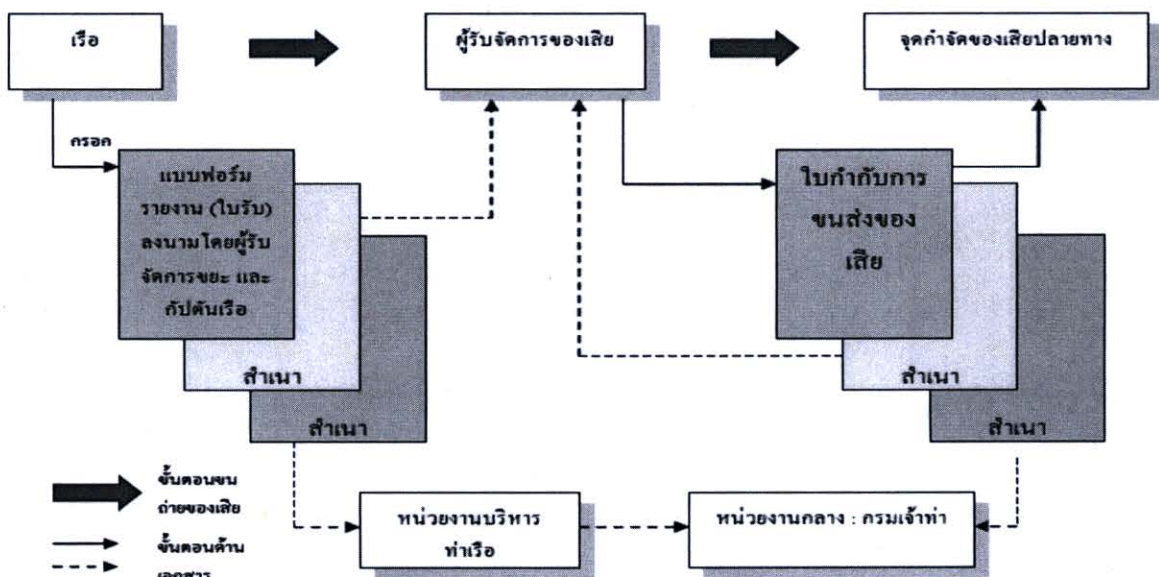 เรือ
ผู้รับจัดการของเสีย
จุดกำจัดของเสียปลายทาง
กรอก
แบบฟอร์ม
รายงาน (ใบรับ)
ลงนามโดยผู้รับ
จัดการขยะ และ
กัปตันเรือ
สำเนา
สำเนา
ใบกำกับการ
ขนส่งของ
เสีย
สำเนา
สำเนา
ขั้นตอนขน
ถ่ายของเสีย
ขั้นตอนด้าน
เอกสาร
หน่วยงานบริหาร
ท่าเรือ
หน่วยงานกลาง : กรมเจ้าท่า